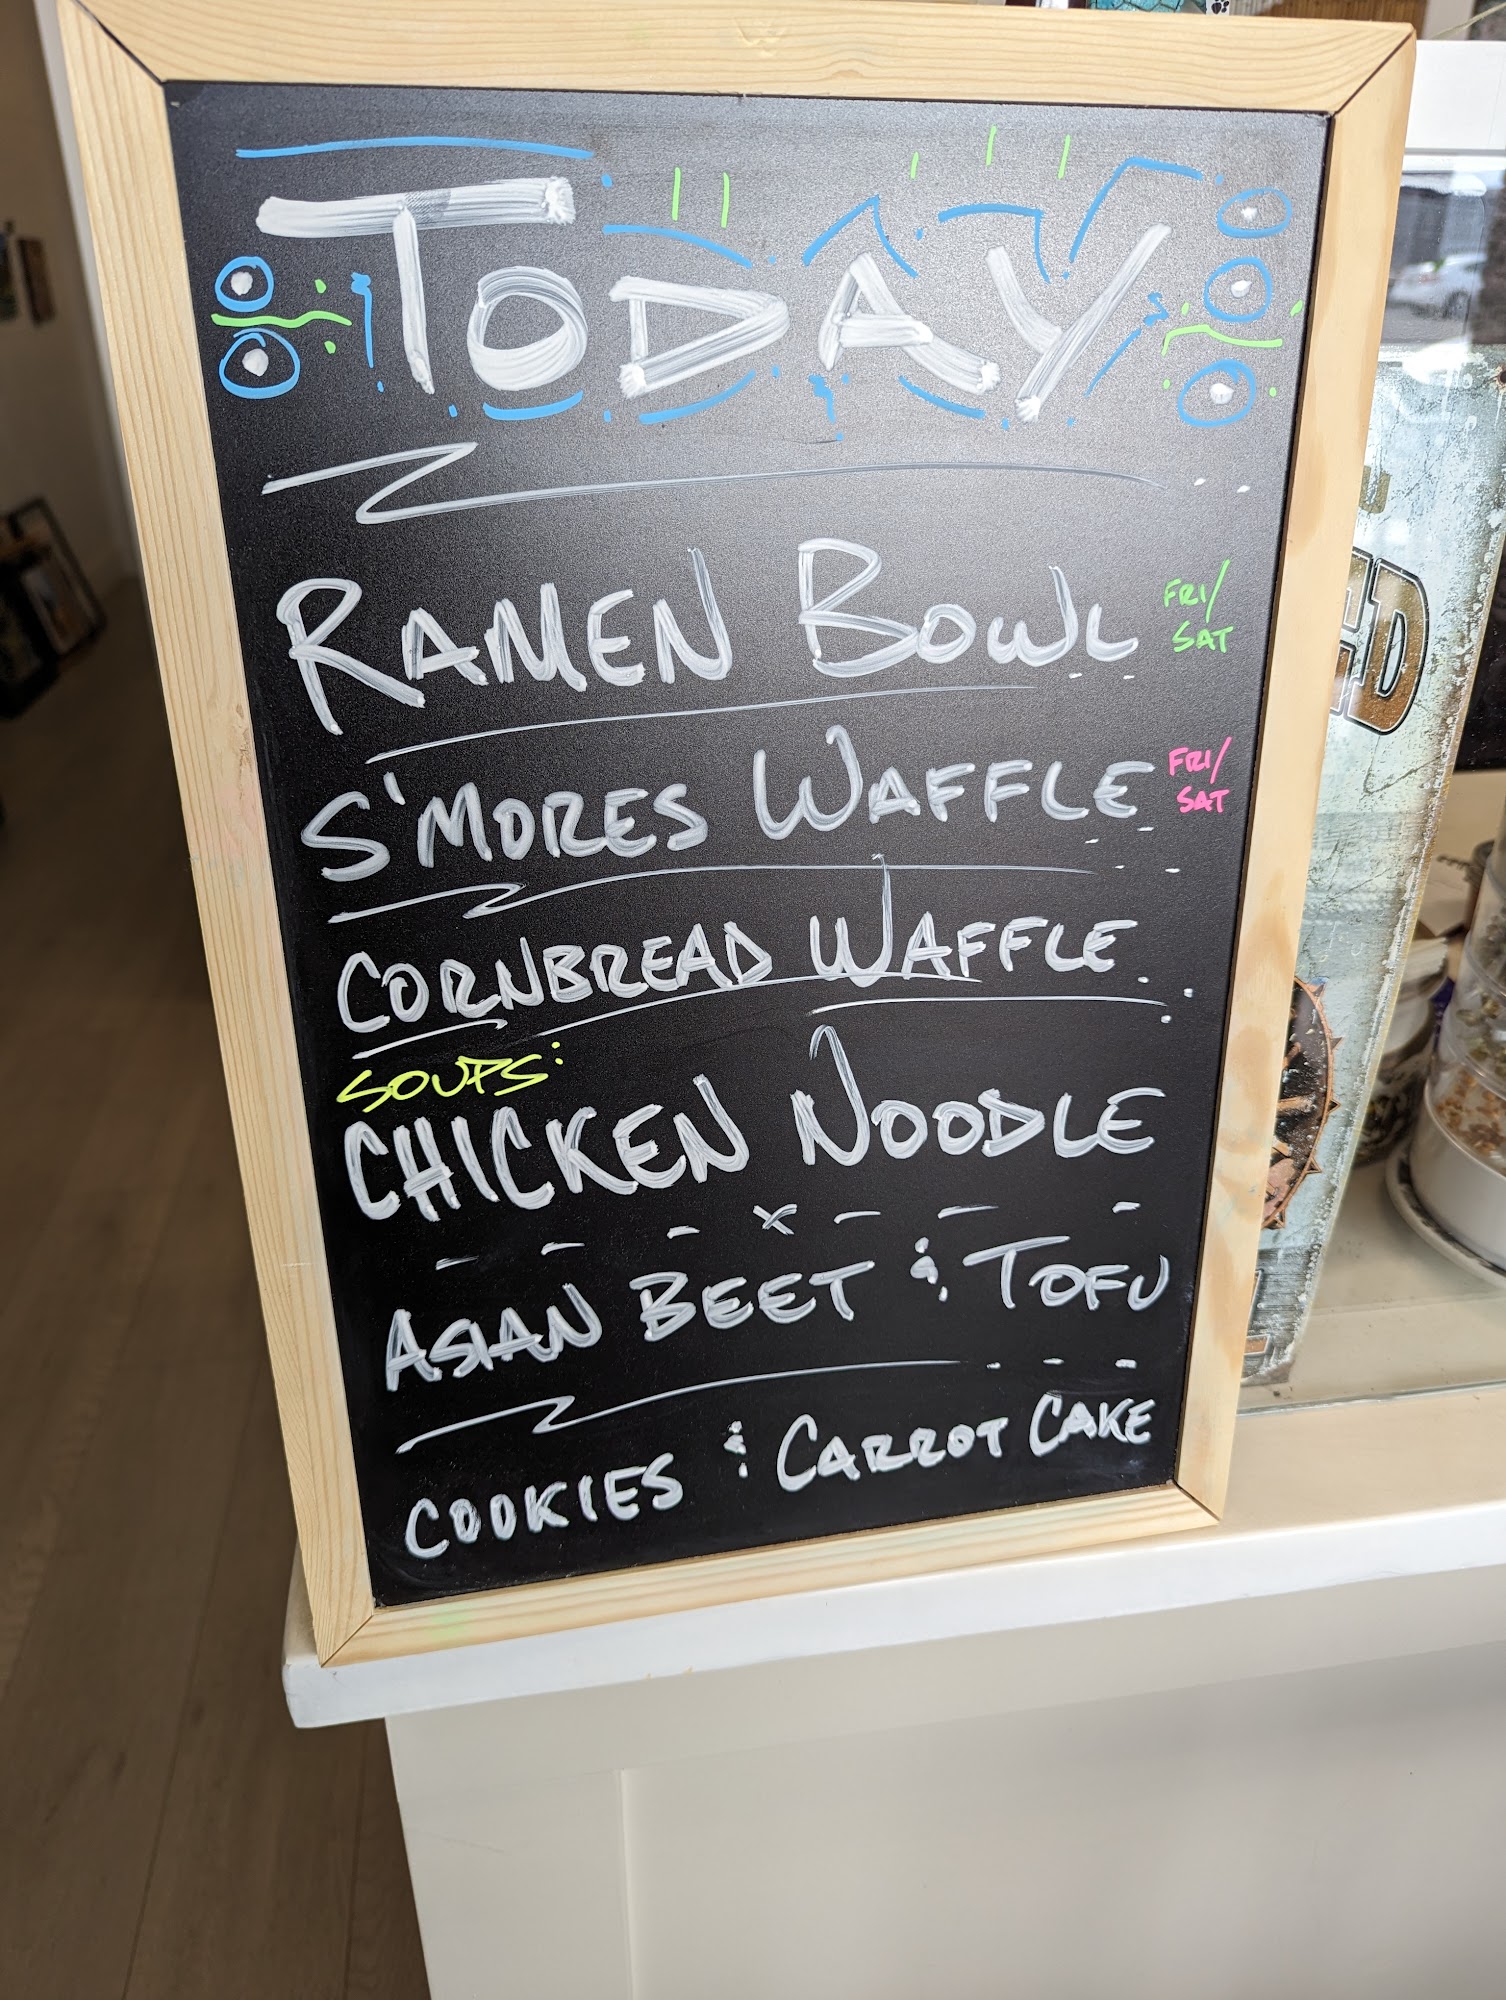 TODAY
RAMEN BOWL FRI/
SAT
S'MORES WAFFLE FRI/
SAT
CORNBREAD WAFFLE
SOUPS:
CHICKEN NOODLE
ASIAN BEET & TOFU
COOKIES & CARROT CAKE